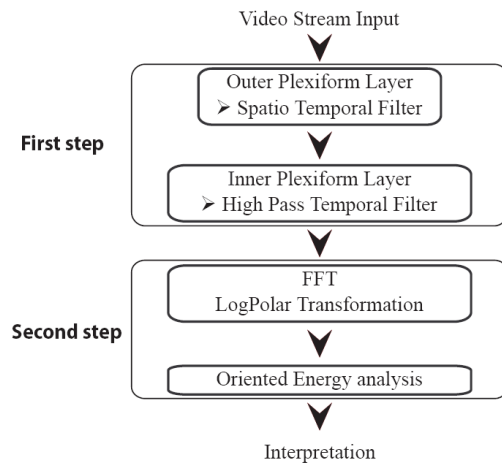 Video Stream Input
Outer Plexiform Layer
➢ Spatio Temporal Filter
First step
Inner Plexiform Layer
➢ High Pass Temporal Filter
FFT
LogPolar Transformation
Second step
Oriented Energy analysis
Interpretation